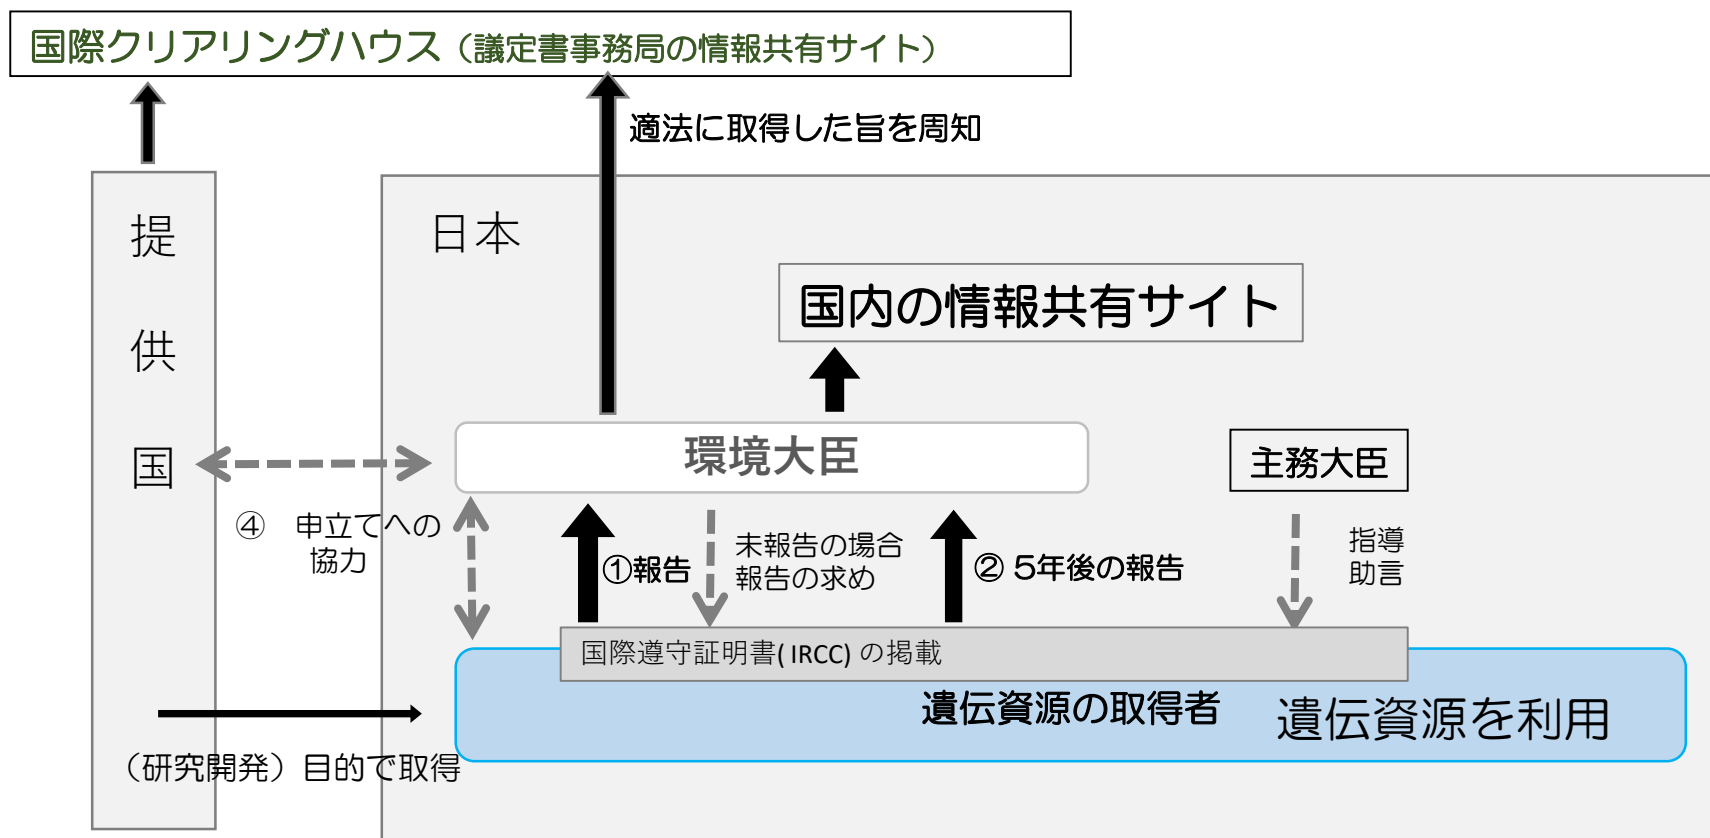 国際クリアリングハウス（議定書事務局の情報共有サイト）
適法に取得した旨を周知
提供国
日本
国内の情報共有サイト
環境大臣
主務大臣
④ 申立てへの
協力
①報告
未報告の場合
報告の求め
② 5年後の報告
指導
助言
国際遵守証明書( IRCC) の掲載
遺伝資源の取得者
遺伝資源を利用
（研究開発）目的で取得